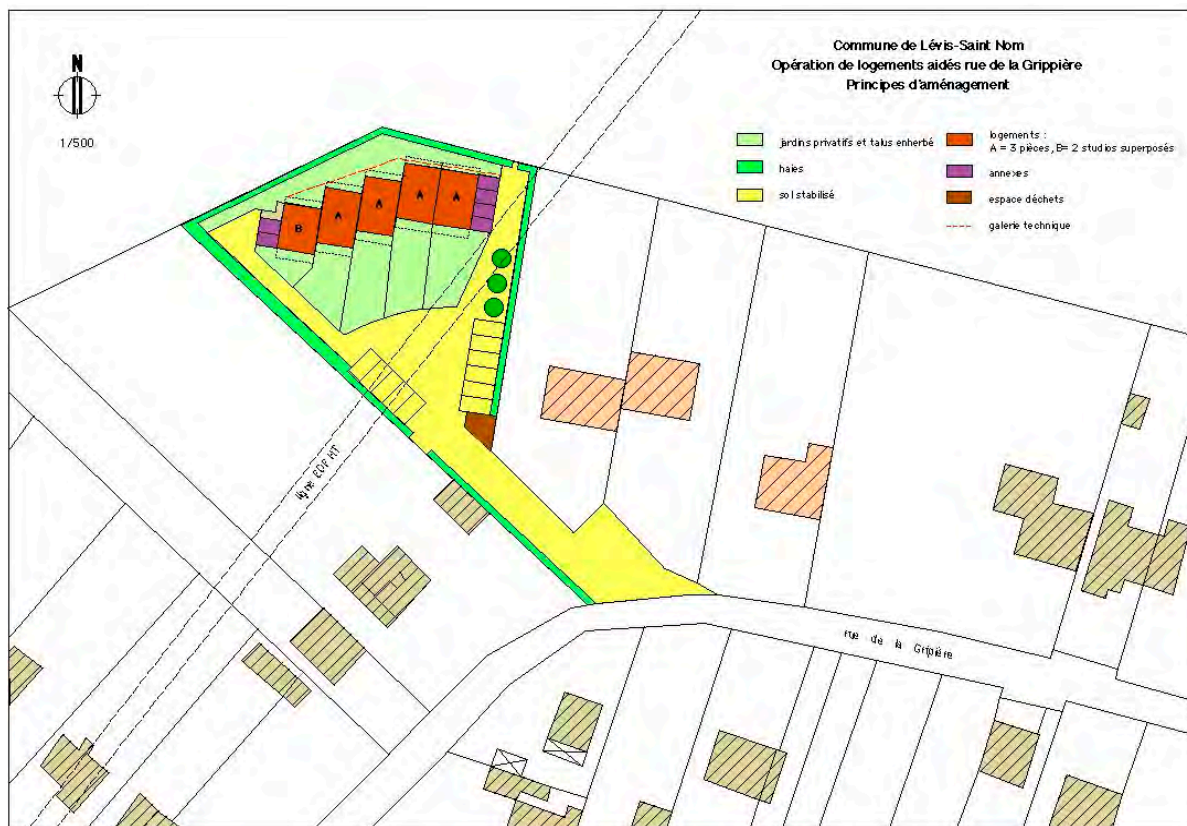 Commune de Lévis-Saint Nom
Opération de logements aidés rue de la Grippière
Principes d'aménagement
N
1/500
jardins privatifs et talus enherbé
haies
sol stabilisé
logements :
A = 3 pièces, B= 2 studios superposés
annexes
espace déchets
galerie technique
A
A
A
A
B
ligne EDF HT
rue de la Gripière